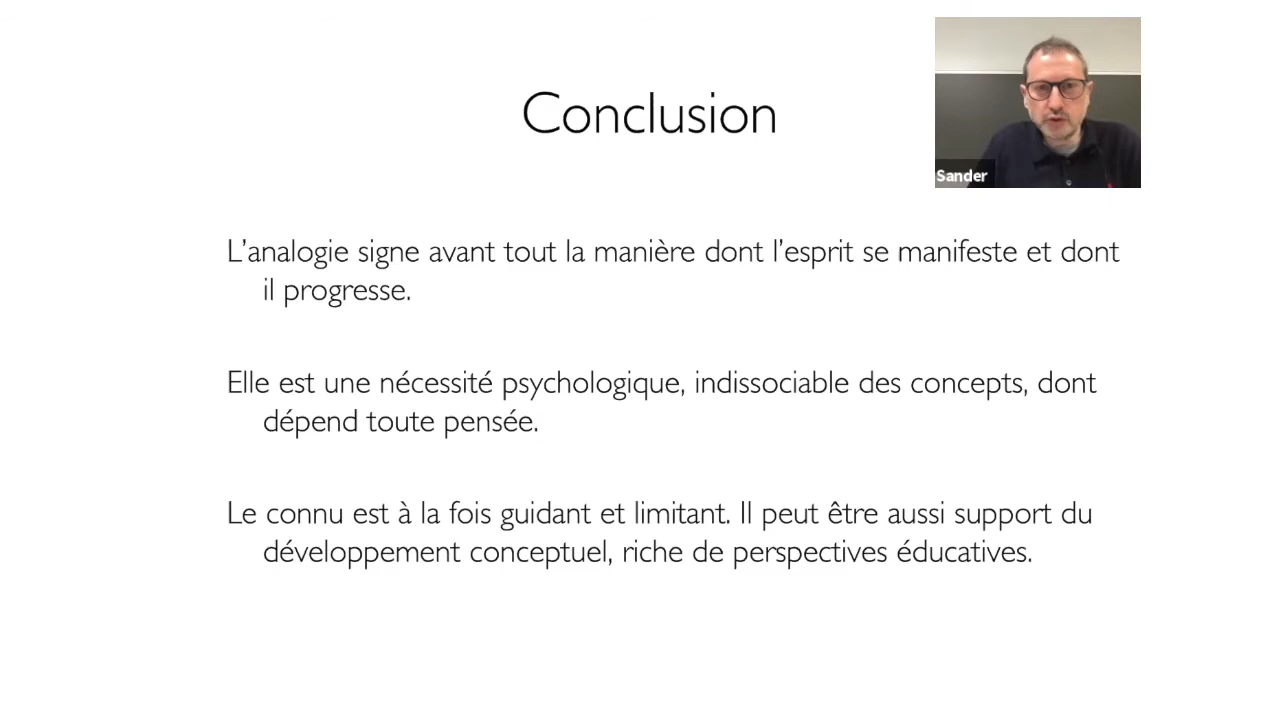 Conclusion
Sander
L’analogie signe avant tout la manière dont l’esprit se manifeste et dont
il progresse.
Elle est une nécessité psychologique, indissociable des concepts, dont
dépend toute pensée.
Le connu est à la fois guidant et limitant. Il peut être aussi support du
développement conceptuel, riche de perspectives éducatives.